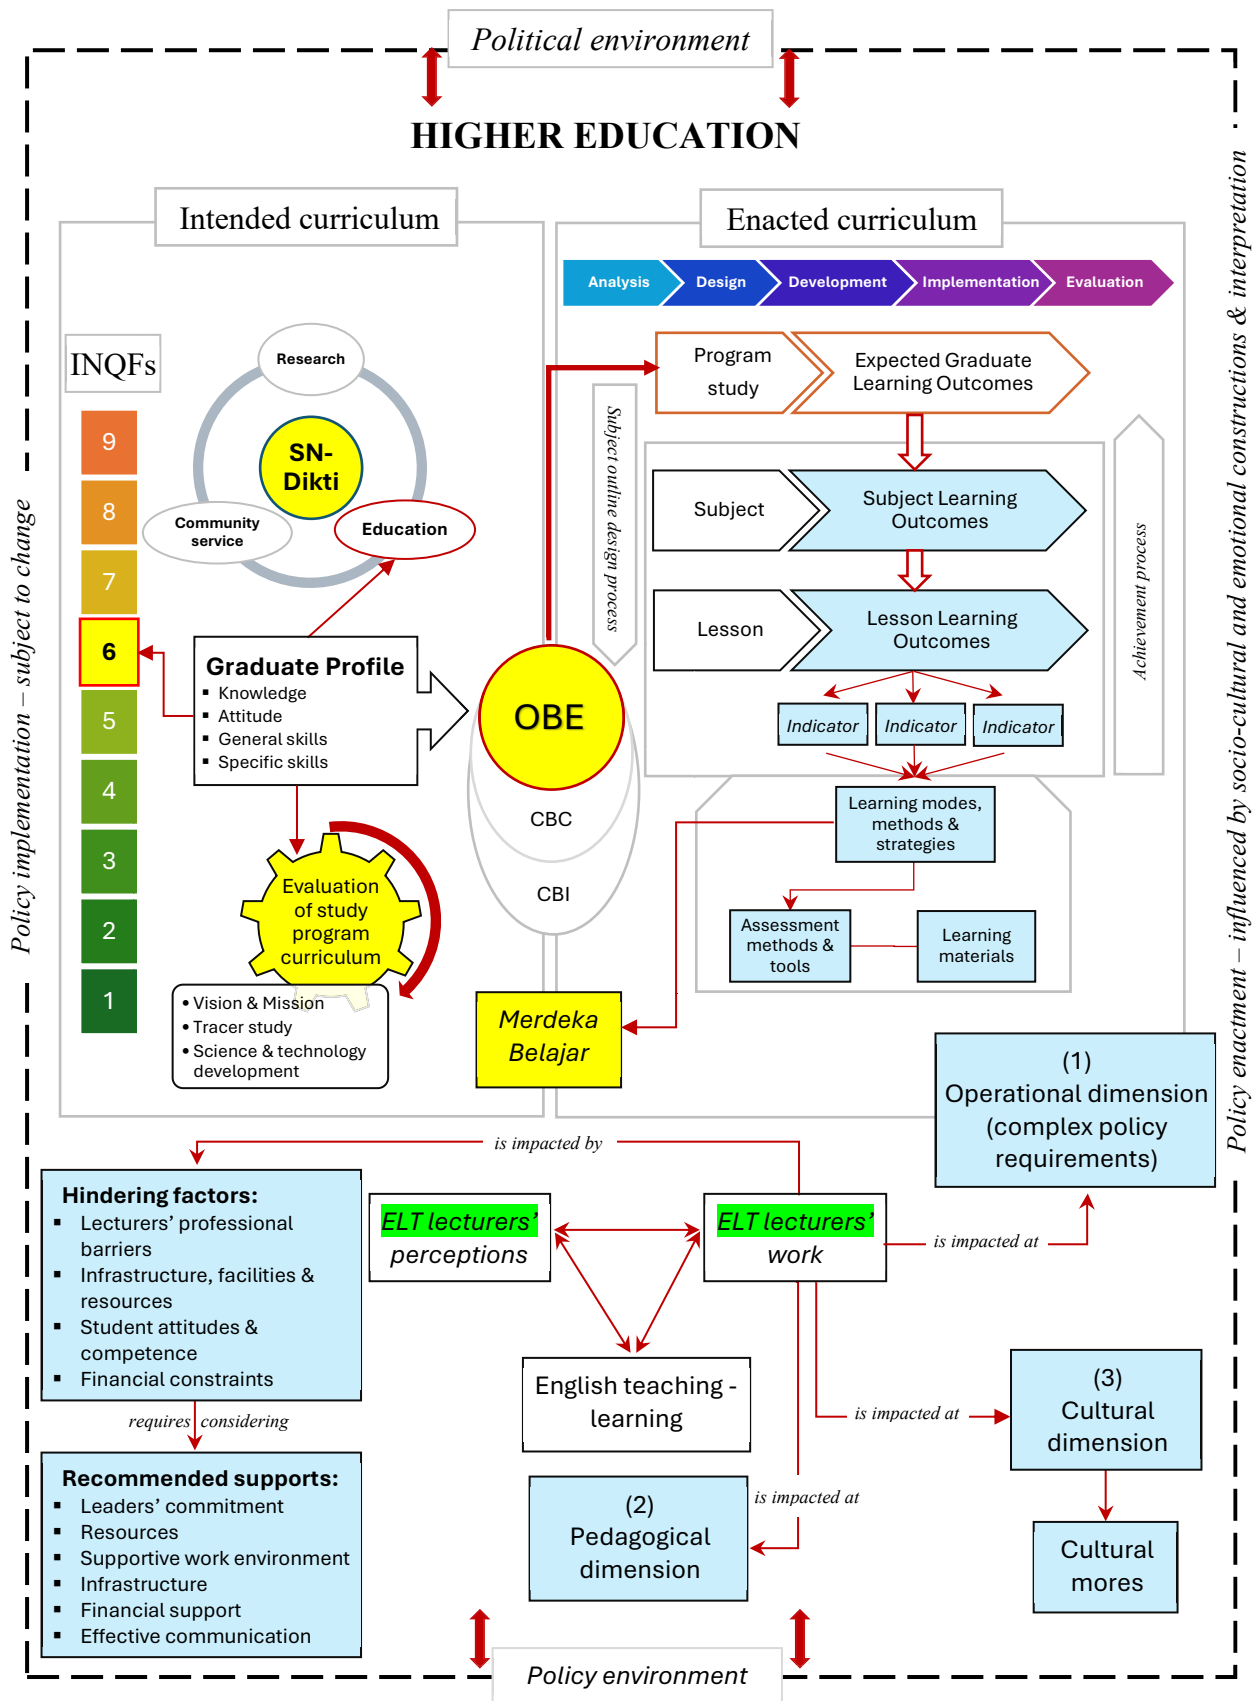 Political environment
HIGHER EDUCATION
Policy implementation – subject to change
Policy enactment – influenced by socio-cultural and emotional constructions & interpretation
Intended curriculum
INQFs
9
8
7
6
5
4
3
2
1
Research
SN-
Dikti
Community
service
Education
Graduate Profile
▪ Knowledge
▪ Attitude
▪ General skills
▪ Specific skills
OBE
CBC
CBI
Evaluation
of study
program
curriculum
• Vision & Mission
• Tracer study
• Science & technology
development
Merdeka
Belajar
Enacted curriculum
Analysis
Design
Development
Implementation
Evaluation
Program
study
Expected Graduate
Learning Outcomes
Subject outline design process
Achievement process
Subject
Subject Learning
Outcomes
Lesson
Lesson Learning
Outcomes
Indicator
Indicator
Indicator
Learning modes,
methods &
strategies
Assessment
methods &
tools
Learning
materials
(1)
Operational dimension
(complex policy
requirements)
is impacted by
Hindering factors:
▪ Lecturers’ professional
barriers
▪ Infrastructure, facilities &
resources
▪ Student attitudes &
competence
▪ Financial constraints
requires considering
Recommended supports:
▪ Leaders’ commitment
▪ Resources
▪ Supportive work environment
▪ Infrastructure
▪ Financial support
▪ Effective communication
ELT lecturers’
perceptions
ELT lecturers’
work
is impacted at
English teaching -
learning
is impacted at
(3)
Cultural
dimension
is impacted at
(2)
Pedagogical
dimension
Cultural
mores
Policy environment